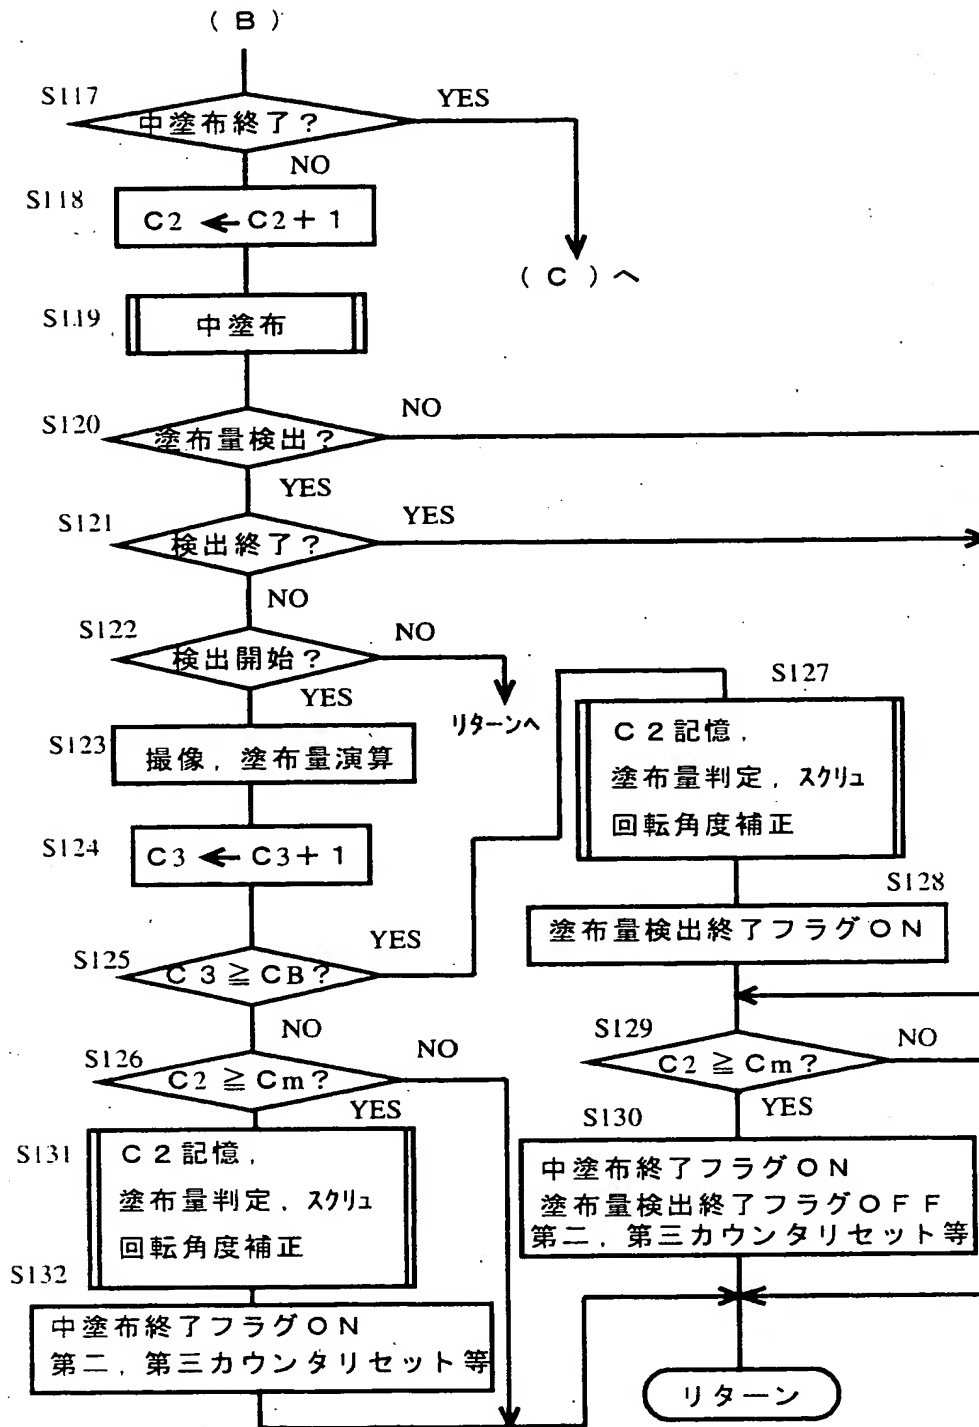 (B)
S117
中塗布終了?
YES
NO
S118
C2←C2+1
(C)へ
S119
中塗布
S120
塗布量検出?
NO
YES
S121
検出終了?
YES
NO
S122
検出開始?
NO
YES
リターンへ
S123
撮像,塗布量演算
S124
C3←C3+1
S125
C3≧CB?
YES
NO
S126
C2≧Cm?
NO
YES
S131
C2記憶,
塗布量判定,スクリュ
回転角度補正
S132
中塗布終了フラグON
第二,第三カウンタリセット等
S127
C2記憶,
塗布量判定,スクリュ
回転角度補正
S128
塗布量検出終了フラグON
S129
C2≧Cm?
NO
YES
S130
中塗布終了フラグON
塗布量検出終了フラグOFF
第二,第三カウンタリセット等
リターン